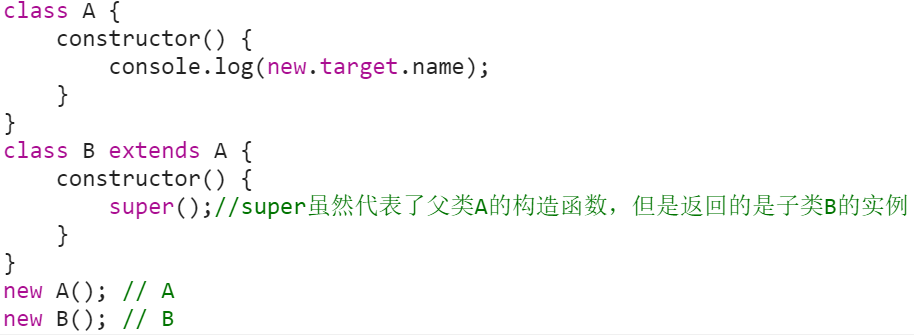 class A {
    constructor() {
        console.log(new.target.name);
    }
}
class B extends A {
    constructor() {
        super();//super虽然代表了父类A的构造函数，但是返回的是子类B的实例
    }
}
new A(); // A
new B(); // B